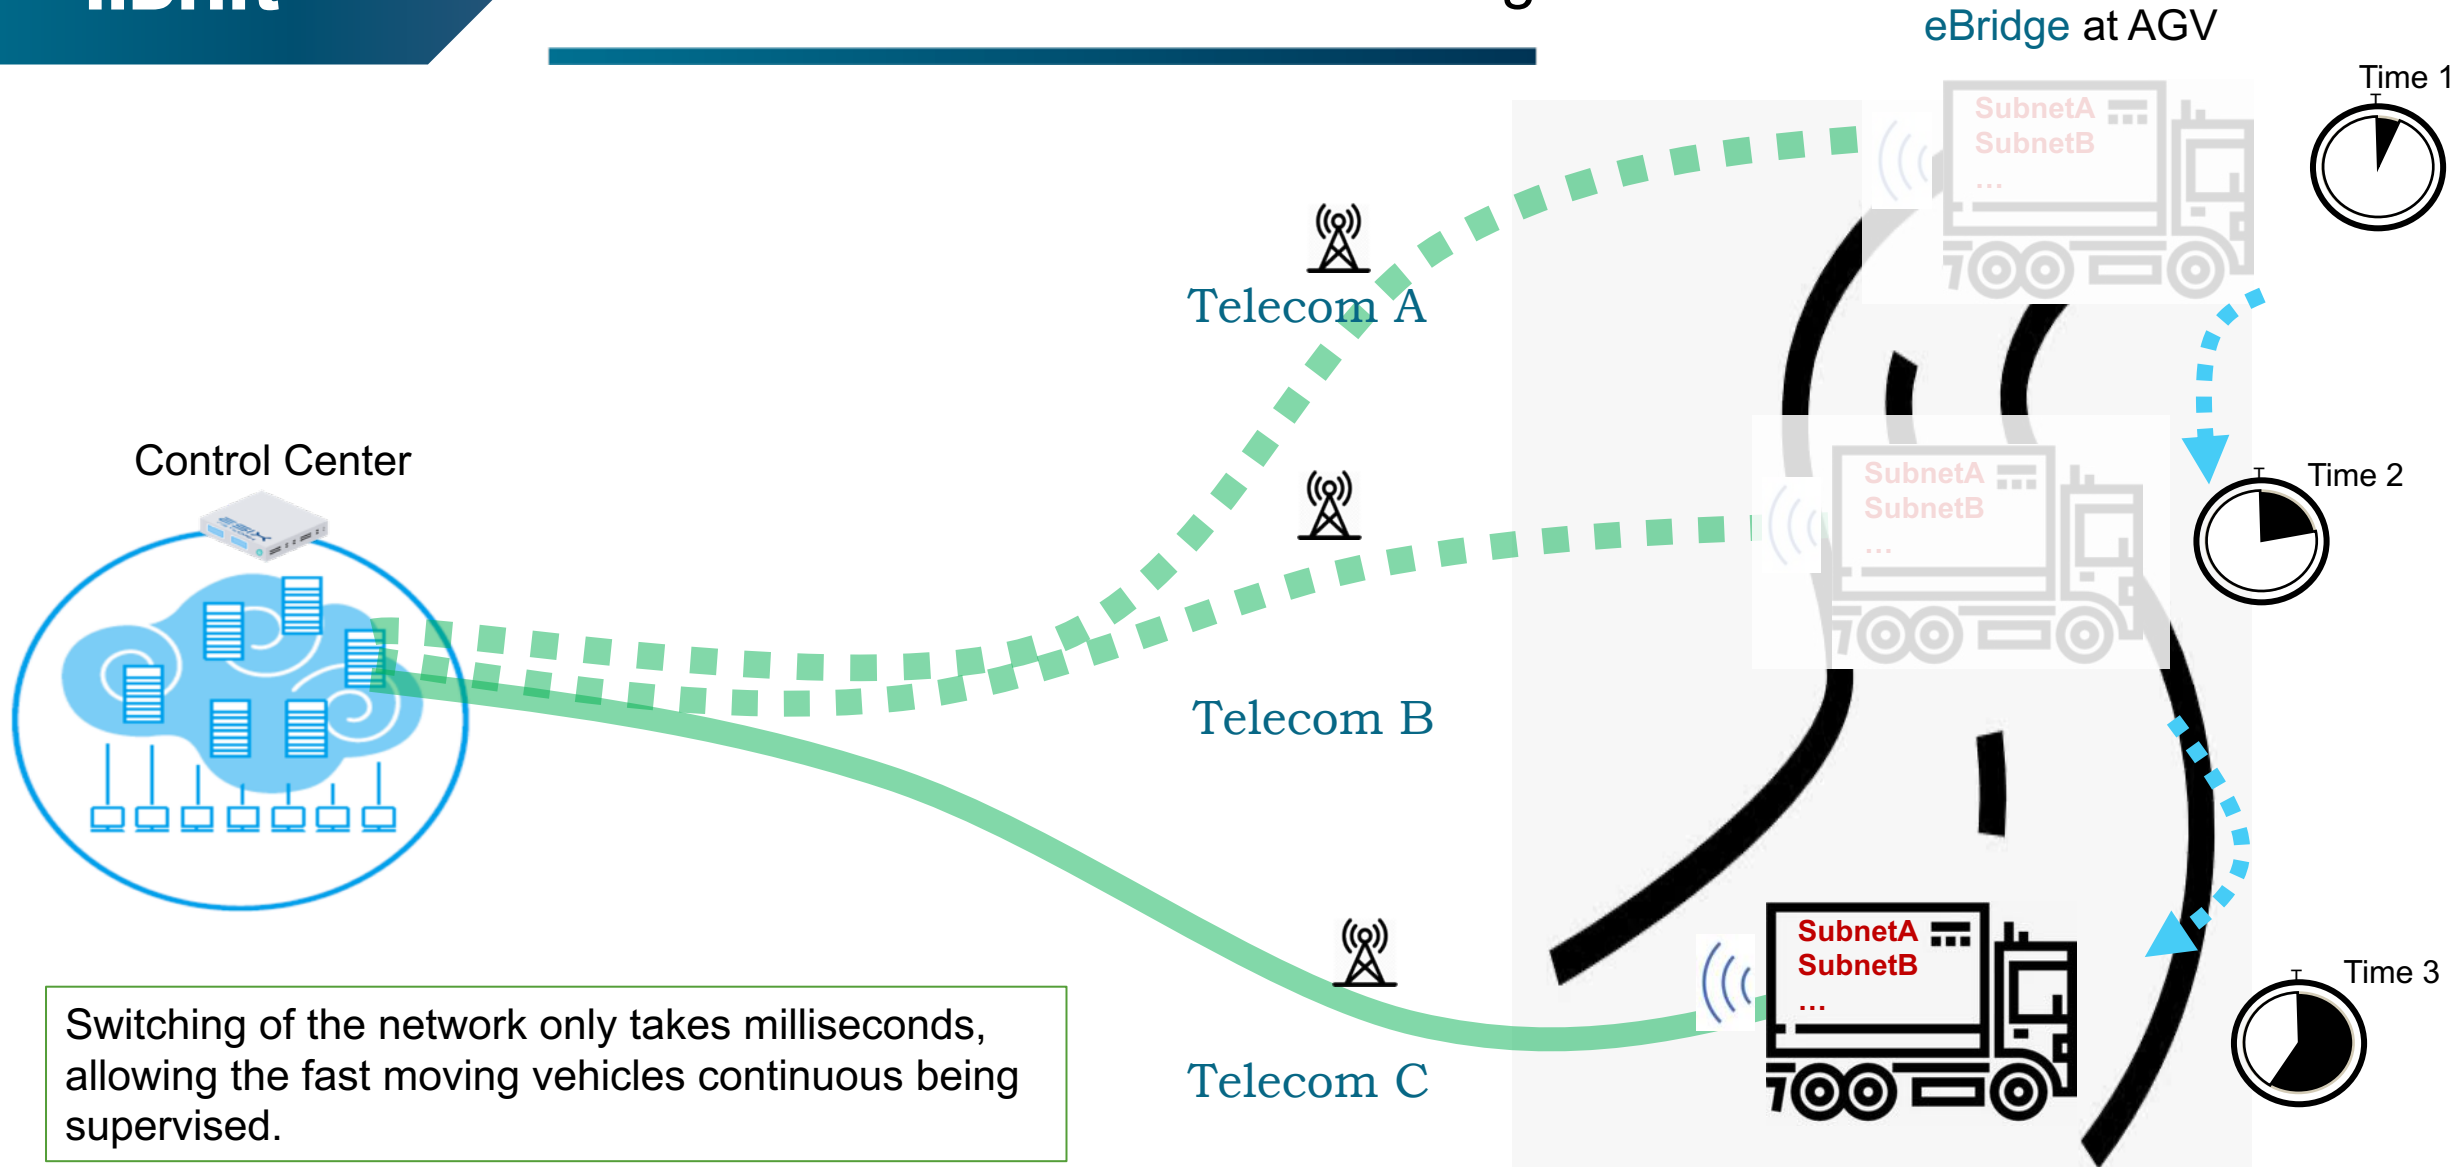 eBridge at AGV
Time 1
SubnetA
SubnetB
...
Telecom A
Control Center
Time 2
SubnetA
SubnetB
...
Telecom B
SubnetA
SubnetB
...
Time 3
Telecom C
Switching of the network only takes milliseconds,
allowing the fast moving vehicles continuous being
supervised.